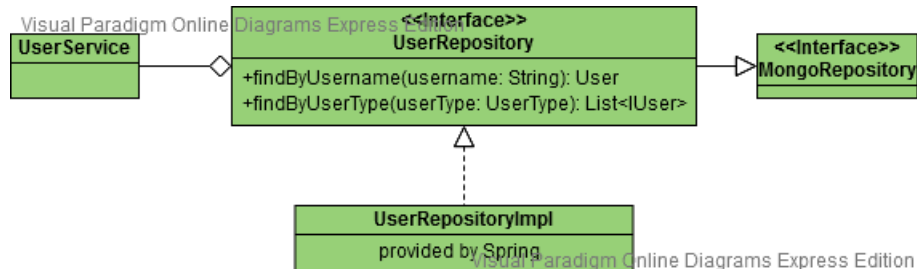 Visual Paradigm Online Diagrams Express Edition
UserService
<<Interface>>
UserRepository
+findByUsername(username: String): User
+findByUserType(userType: UserType): List<IUser>
<<Interface>>
MongoRepository
UserRepositoryImpl
provided by Spring
Visual Paradigm Online Diagrams Express Edition